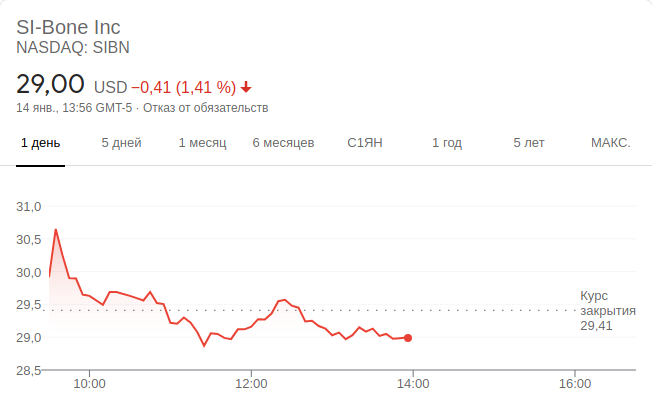 SI-Bone Inc
NASDAQ: SIBN
29,00 USD −0,41 (1,41 %)
14 янв., 13:56 GMT-5 · Отказ от обязательств
1 день 5 дней 1 месяц 6 месяцев С1ЯН 1 год 5 лет МАКС.
31,0
30,5
30,0
29,5
29,0
28,5
Курс
закрытия
29,41
10:00 12:00 14:00 16:00